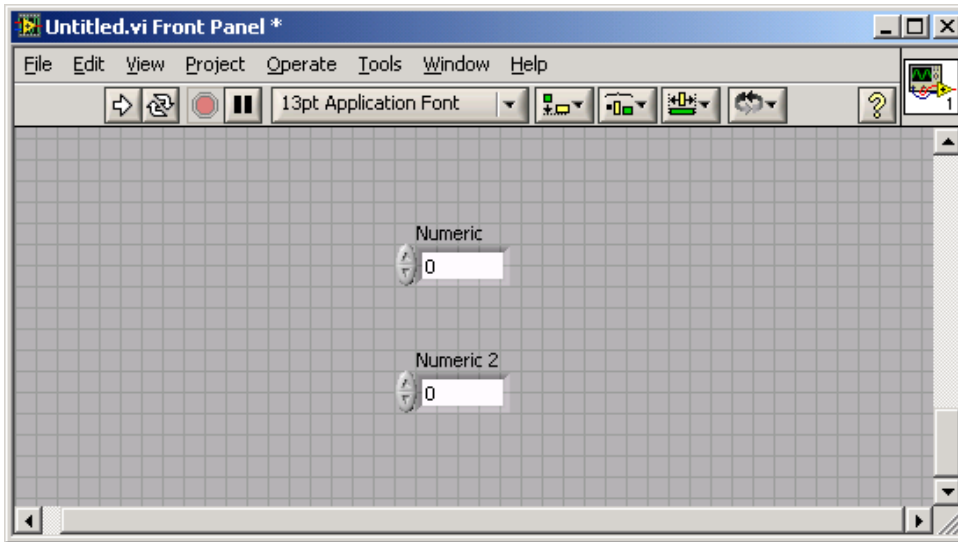 Untitled.vi Front Panel *
File Edit View Project Operate Tools Window Help
13pt Application Font
?
1
Numeric
0
Numeric 2
0